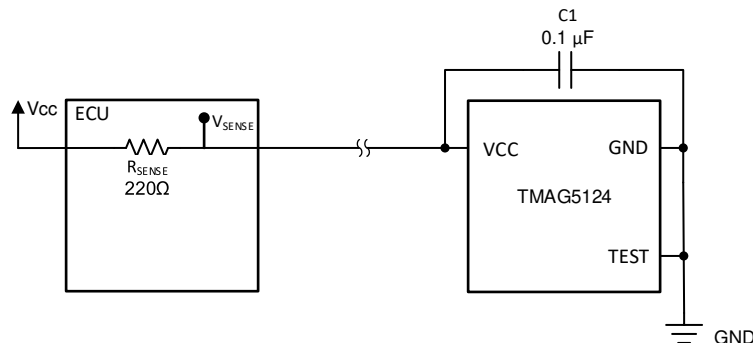 C1
0.1 µF
Vcc
ECU
VSENSE
RSENSE
220Ω
VCC
GND
TMAG5124
TEST
GND